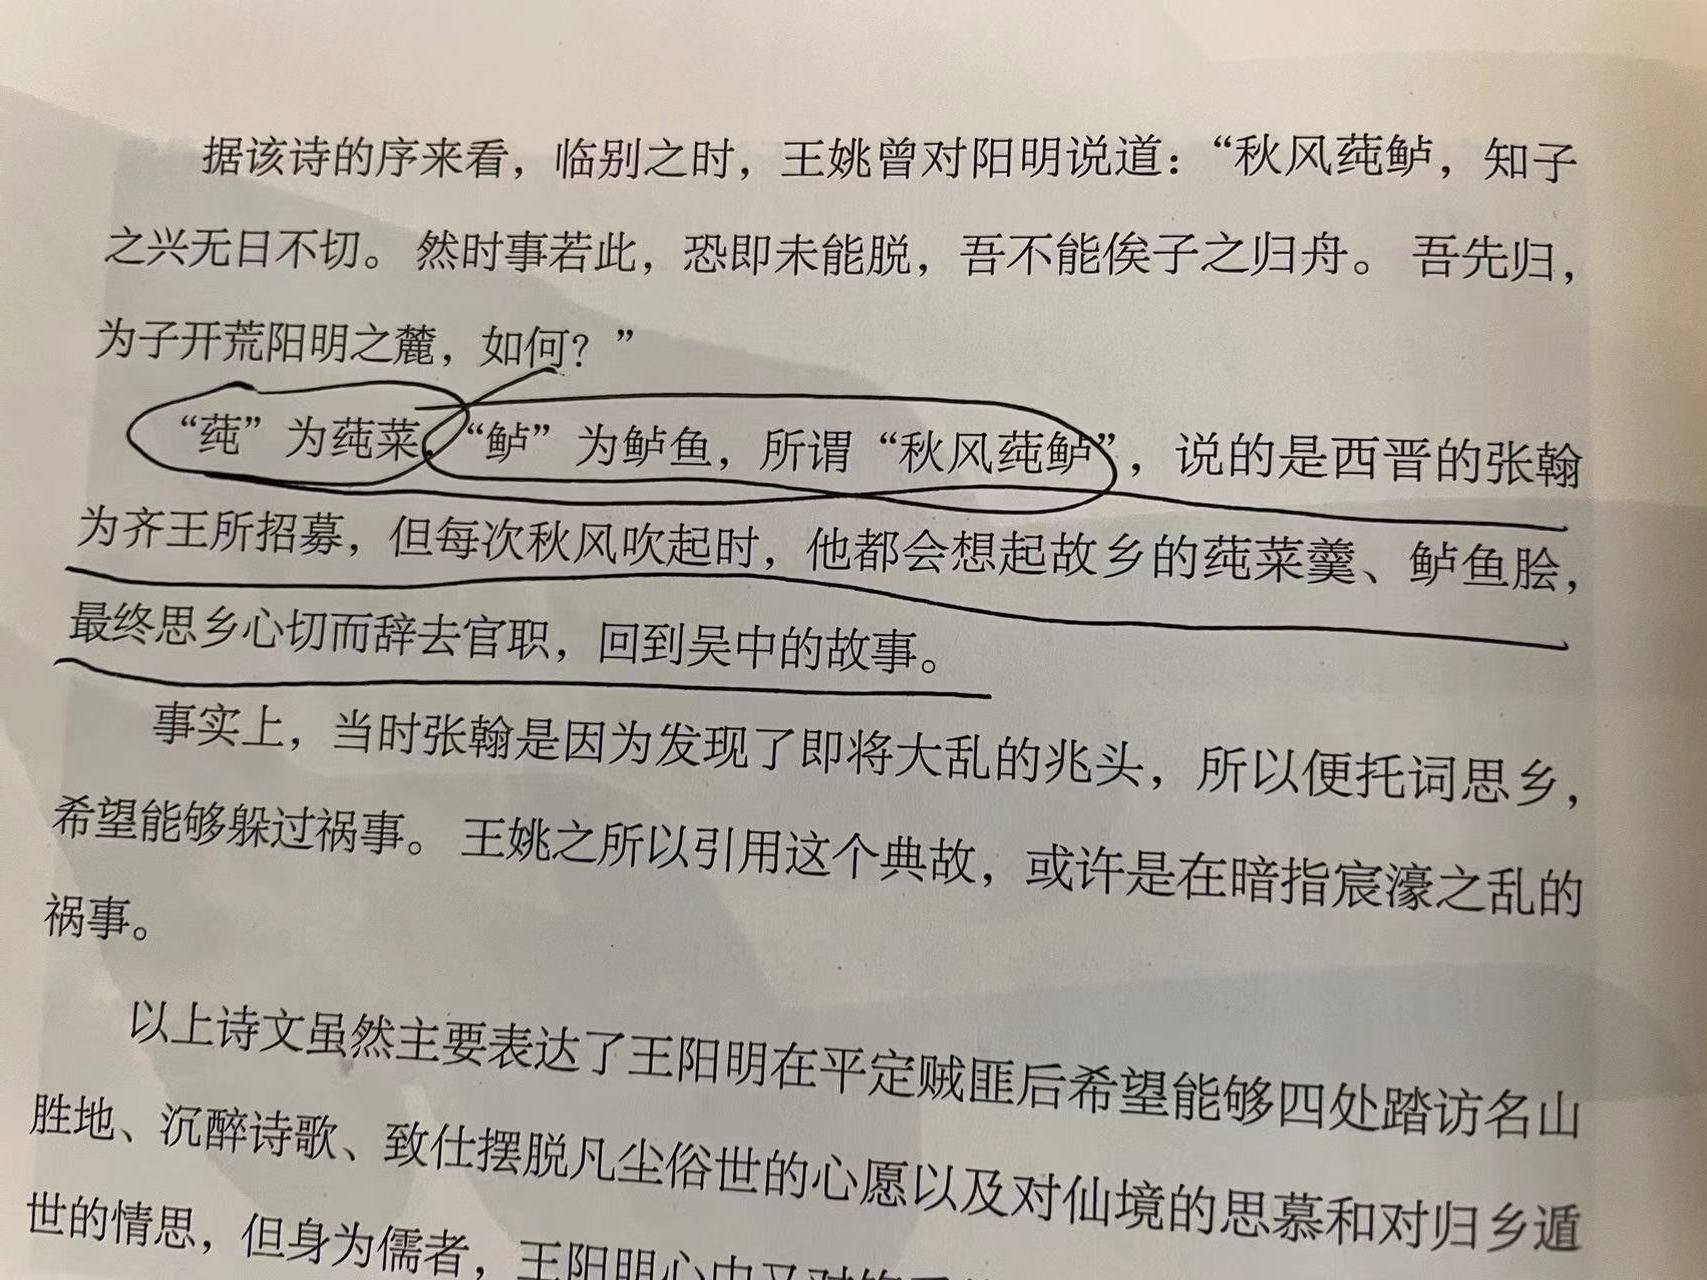 据该诗的序来看，临别之时，王姚曾对阳明说道：“秋风莼鲈，知子
之兴无日不切。然时事若此，恐即未能脱，吾不能俟子之归舟。吾先归，
为子开荒阳明之麓，如何？”
“莼”为莼菜，“鲈”为鲈鱼，所谓“秋风莼鲈”，说的是西晋的张翰
为齐王所招募，但每次秋风吹起时，他都会想起故乡的莼菜羹、鲈鱼脍，
最终思乡心切而辞去官职，回到吴中的故事。
事实上，当时张翰是因为发现了即将大乱的兆头，所以便托词思乡，
希望能够躲过祸事。王姚之所以引用这个典故，或许是在暗指宸濠之乱的
祸事。
以上诗文虽然主要表达了王阳明在平定贼匪后希望能够四处踏访名山
胜地、沉醉诗歌、致仕摆脱凡尘俗世的心愿以及对仙境的思慕和对归乡遁
世的情思，但身为儒者，王阳明心中又对